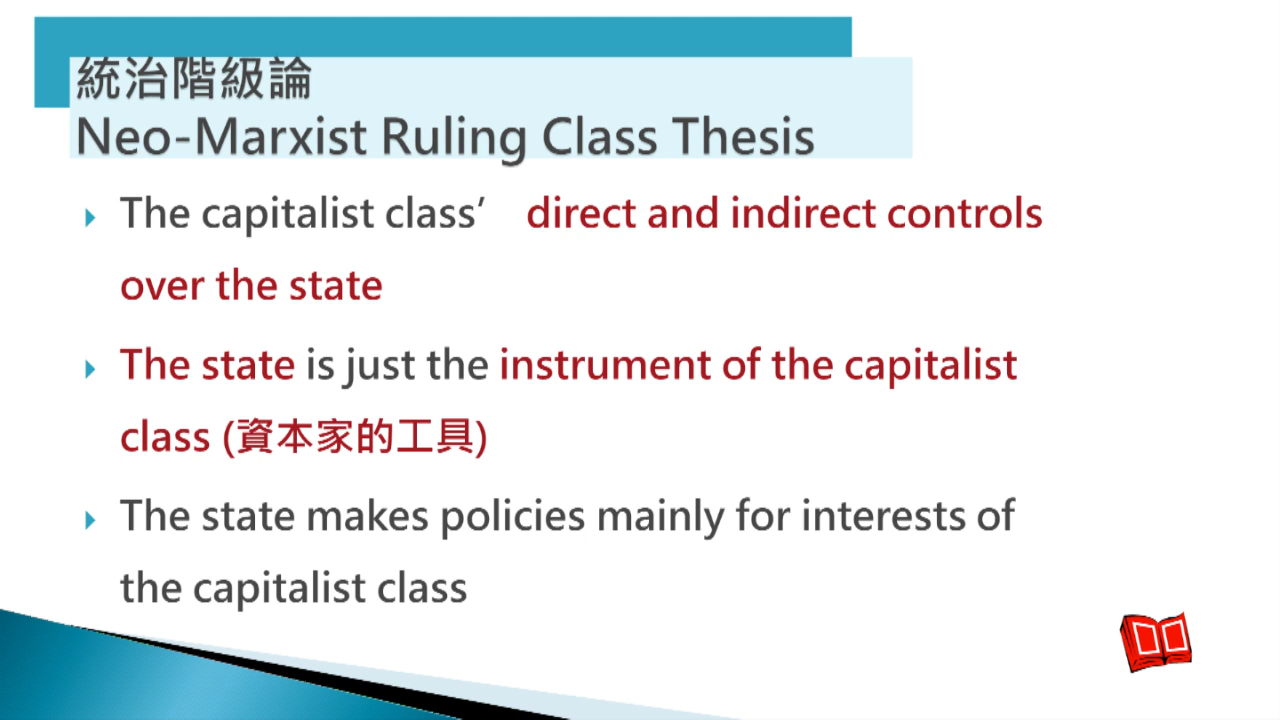 統治階級論
Neo-Marxist Ruling Class Thesis
The capitalist class’ direct and indirect controls
over the state
The state is just the instrument of the capitalist
class (資本家的工具)
The state makes policies mainly for interests of
the capitalist class